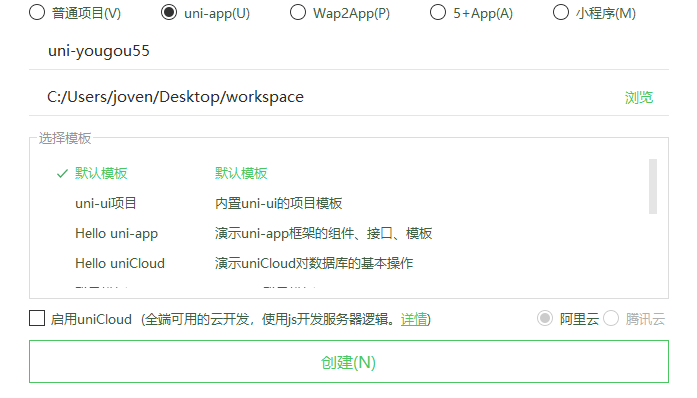 普通项目(V) uni-app(U) Wap2App(P) 5+App(A) 小程序(M)
uni-yougou55
C:/Users/joven/Desktop/workspace 浏览
选择模板
默认模板 默认模板
uni-ui项目 内置uni-ui的项目模板
Hello uni-app 演示uni-app框架的组件、接口、模板
Hello uniCloud 演示uniCloud对数据库的基本操作
启用uniCloud (全端可用的云开发，使用js开发服务器逻辑。详情) 阿里云 腾讯云
创建(N)